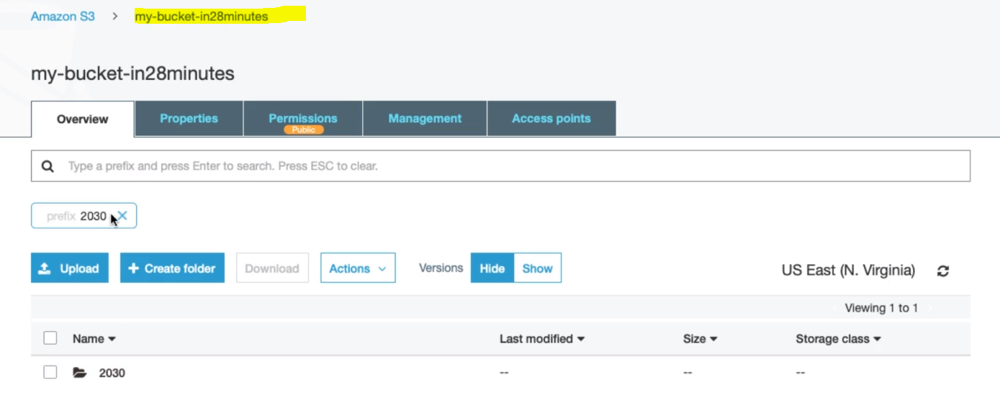 Amazon S3 > my-bucket-in28minutes
my-bucket-in28minutes
Overview Properties Permissions Management Access points
Public
Type a prefix and press Enter to search. Press ESC to clear.
prefix 2030
Upload Create folder Download Actions Versions Hide Show US East (N. Virginia)
Viewing 1 to 1
Name Last modified Size Storage class
2030 -- -- --